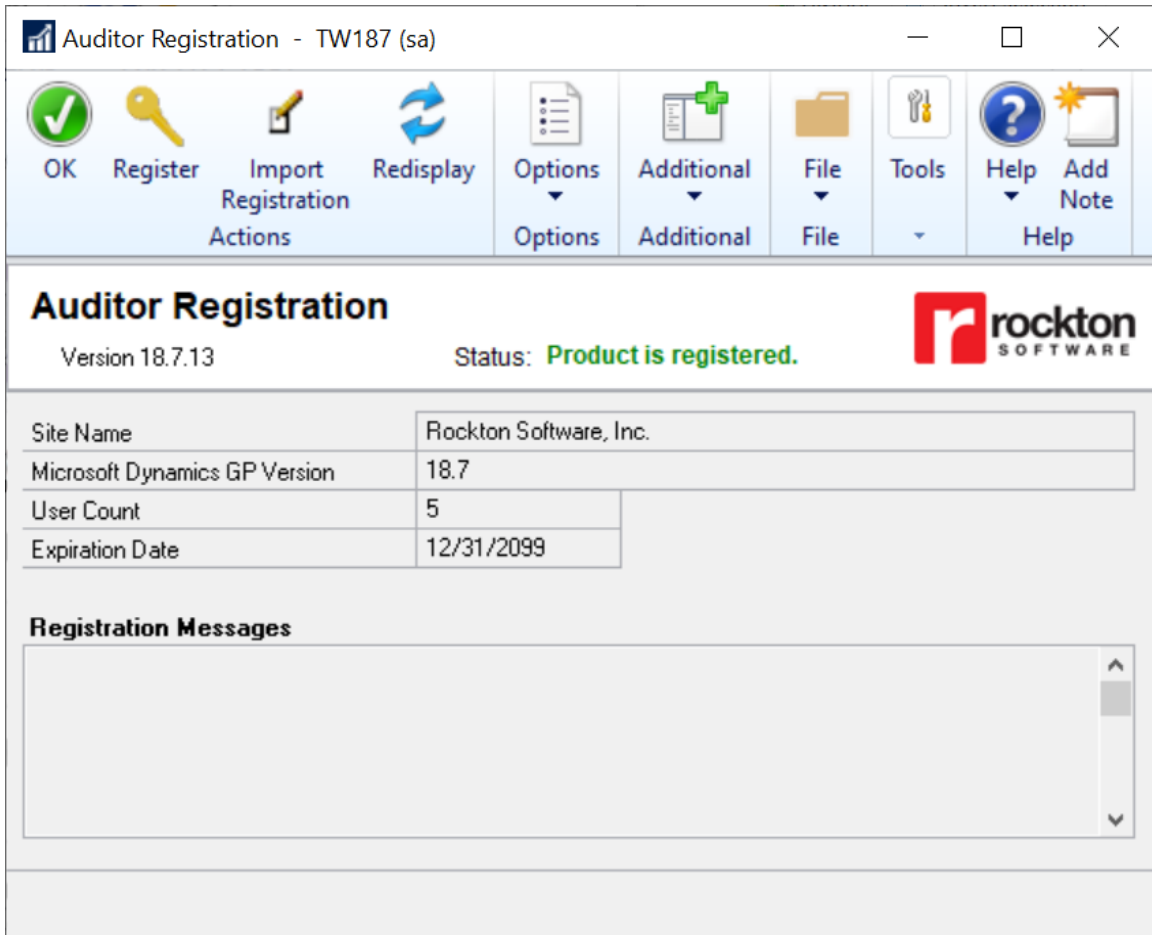 Auditor Registration - TW187 (sa)
OK Register Import Registration Redisplay Options Additional File Tools Help Add Note
Actions Options Additional File Help
Auditor Registration
Version 18.7.13 Status: Product is registered.
rockton
SOFTWARE
Site Name Rockton Software, Inc.
Microsoft Dynamics GP Version 18.7
User Count 5
Expiration Date 12/31/2099
Registration Messages